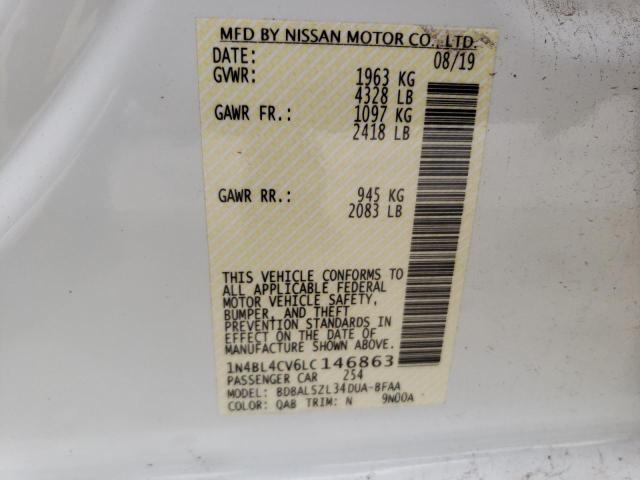 MFD BY NISSAN MOTOR CO., LTD.
DATE: 08/19
GVWR: 1963 KG
4328 LB
GAWR FR.: 1097 KG
2418 LB
GAWR RR.: 945 KG
2083 LB
THIS VEHICLE CONFORMS TO
ALL APPLICABLE FEDERAL
MOTOR VEHICLE SAFETY,
BUMPER, AND THEFT
PREVENTION STANDARDS IN
EFFECT ON THE DATE OF
MANUFACTURE SHOWN ABOVE.
1N4BL4CV6LC146863
PASSENGER CAR 254
MODEL: BDBALSZL34DUA-BFAA
COLOR: QAB TRIM: N 9N00A